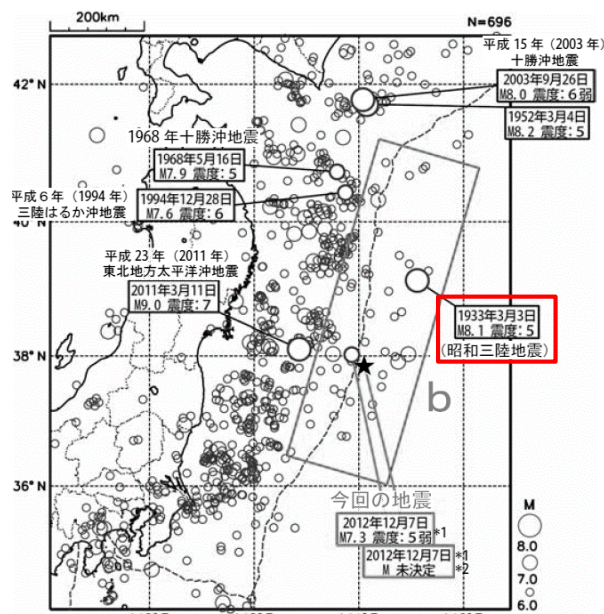 200km
N=696
平成 15 年（2003 年）
十勝沖地震
42° N
2003年9月26日
M8.0 震度：6弱
1952年3月4日
M8.2 震度：5
1968 年十勝沖地震
1968年5月16日
M7.9 震度：5
平成 6 年（1994 年）
三陸はるか沖地震
1994年12月28日
M7.6 震度：6
40° N
平成 23 年（2011 年）
東北地方太平洋沖地震
2011年3月11日
M9.0 震度：7
1933年3月3日
M8.1 震度：5
（昭和三陸地震）
38° N
b
36° N
今回の地震
2012年12月7日
M7.3 震度：5弱 *1
2012年12月7日 *1
M 未決定 *2
M
8.0
7.0
6.0